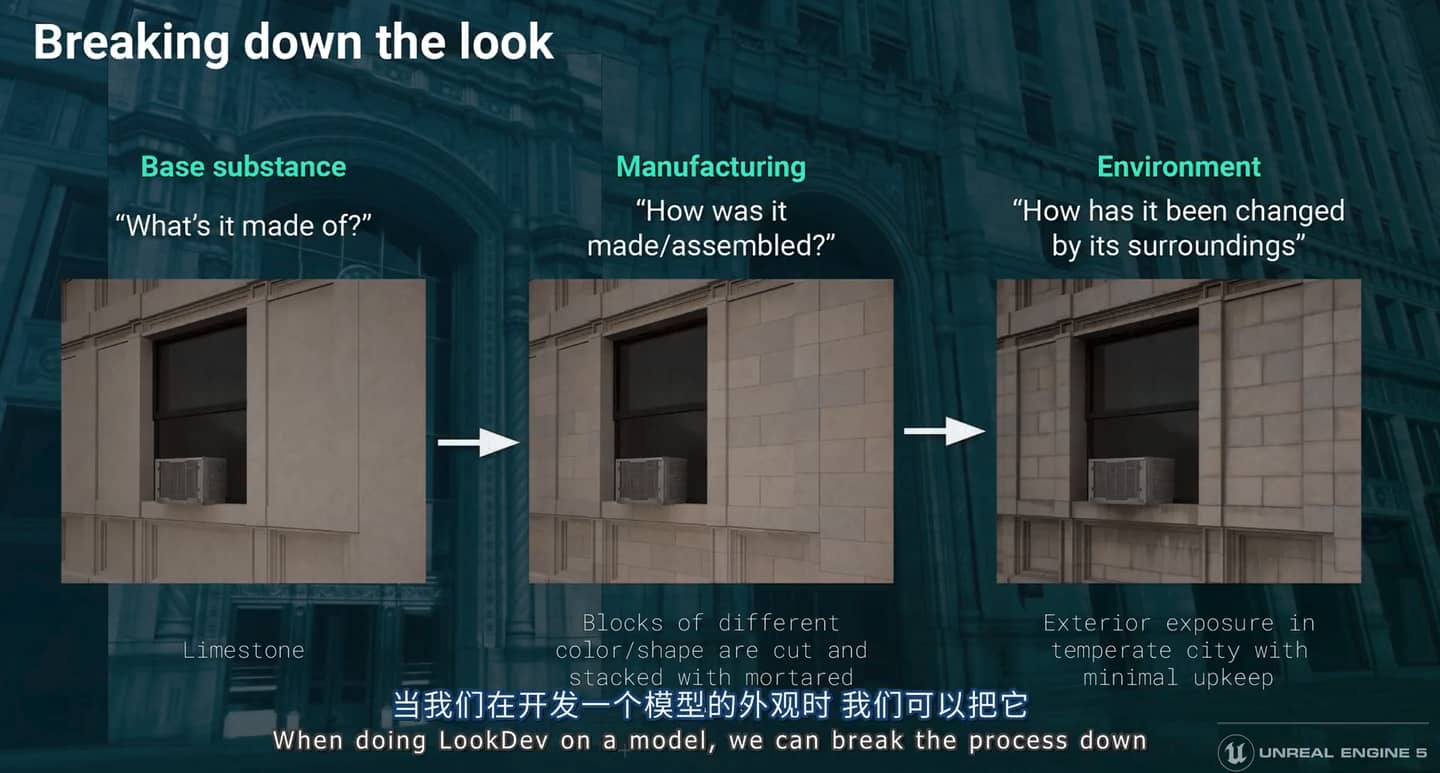 Breaking down the look
Base substance
“What’s it made of?”
Limestone
Manufacturing
“How was it
made/assembled?”
Blocks of different
color/shape are cut and
stacked with mortared
Environment
“How has it been changed
by its surroundings”
Exterior exposure in
temperate city with
minimal upkeep
当我们在开发一个模型的外观时 我们可以把它
When doing LookDev on a model, we can break the process down
UNREAL ENGINE 5